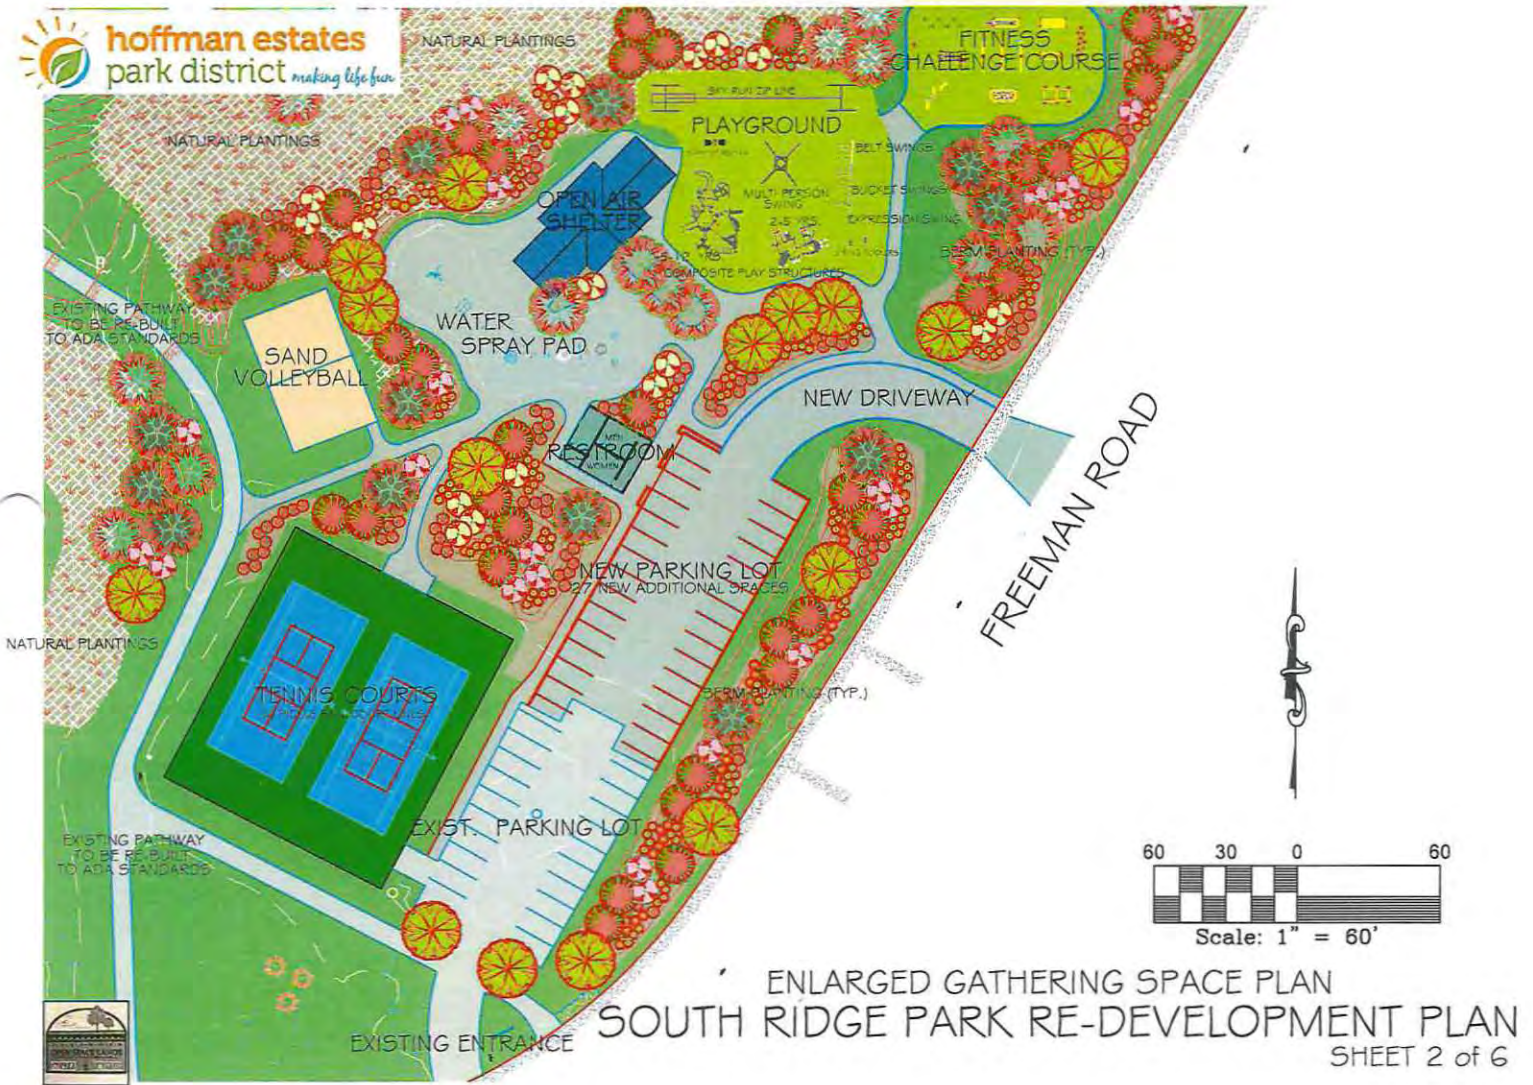 hoffman estates
park district making life fun
NATURAL PLANTINGS
FITNESS
CHALLENGE COURSE
SKY RUN ZIP LINE
PLAYGROUND
NATURAL PLANTINGS
BELT SWINGS
BUCKET SWINGS
MULTI-PERSON
SWING
2-5 YRS.
EXPRESSION SWING
OPEN AIR
SHELTER
BERM PLANTING (TYP.)
YRS
COMPOSITE PLAY STRUCTURES
EXISTING PATHWAY
TO BE RE-BUILT
TO ADA STANDARDS
WATER
SPRAY PAD
SAND
VOLLEYBALL
NEW DRIVEWAY
MEN
RESTROOM
WOMEN
FREEMAN ROAD
NEW PARKING LOT
27 NEW ADDITIONAL SPACES
NATURAL PLANTINGS
TENNIS COURTS
BERM PLANTING (TYP.)
EXIST. PARKING LOT
EXISTING PATHWAY
TO BE RE-BUILT
TO ADA STANDARDS
60 30 0 60
Scale: 1" = 60'
ENLARGED GATHERING SPACE PLAN
SOUTH RIDGE PARK RE-DEVELOPMENT PLAN
SHEET 2 of 6
EXISTING ENTRANCE